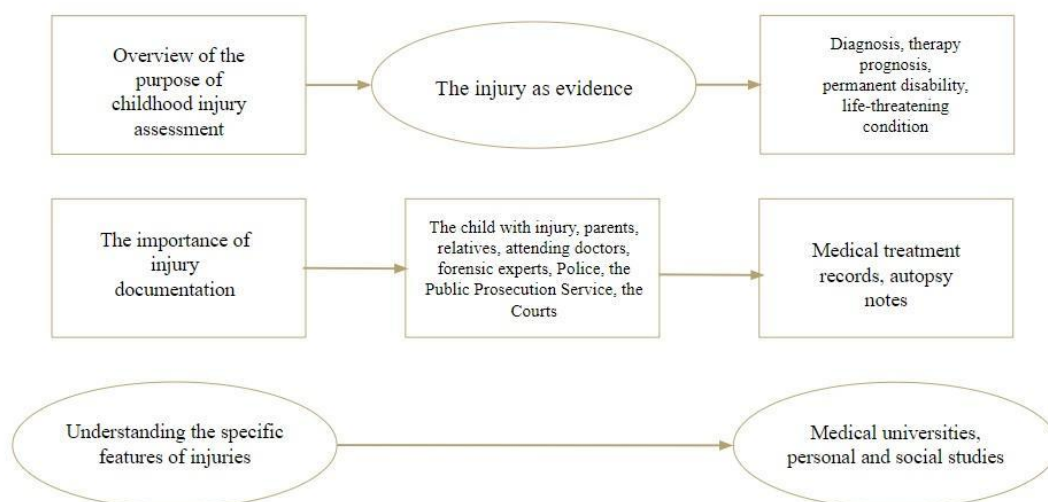 Overview of the
purpose of
childhood injury
assessment
The injury as evidence
Diagnosis, therapy
prognosis,
permanent disability,
life-threatening
condition
The importance of
injury
documentation
The child with injury, parents,
relatives, attending doctors,
forensic experts, Police, the
Public Prosecution Service, the
Courts
Medical treatment
records, autopsy
notes
Understanding the specific
features of injuries
Medical universities,
personal and social studies